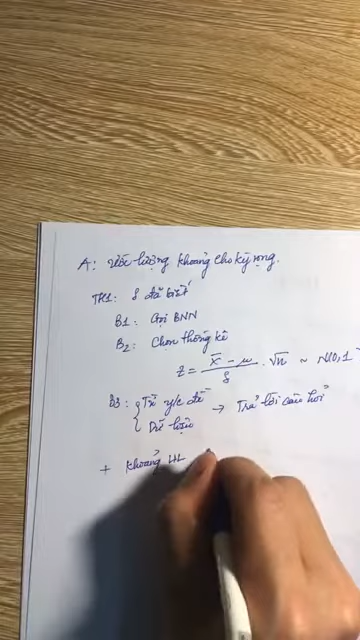 A: Ước lượng khoảng cho kỳ vọng.
TH1: δ đã biết
B1: Gọi BNN
B2: Chọn thống kê
Z = (x̄ - μ)/δ . √n ~ N(0,1
B3: { Từ y/c đề
Dữ liệu → Trả lời câu hỏi
+ Khoảng